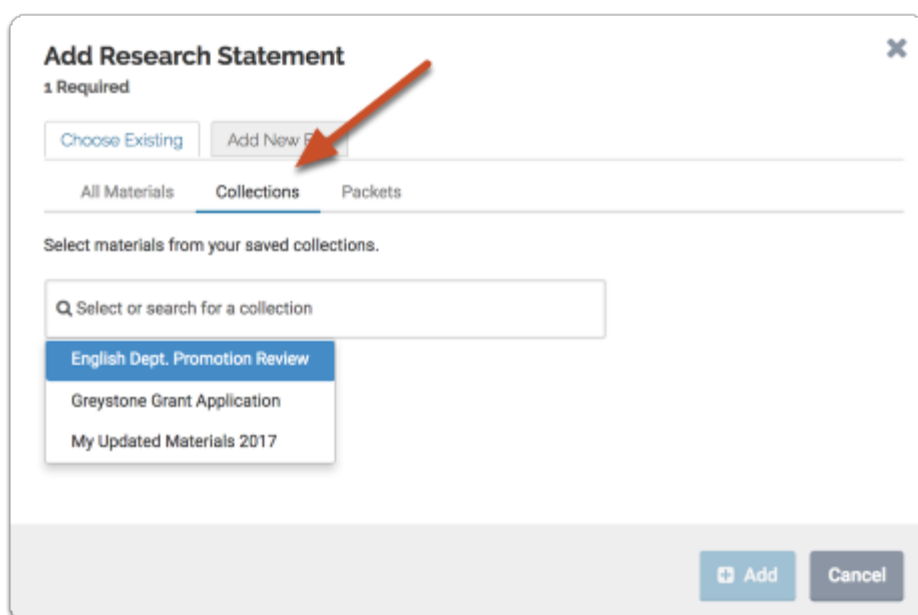 Add Research Statement
1 Required
Choose Existing
Add New
All Materials
Collections
Packets
Select materials from your saved collections.
Select or search for a collection
English Dept. Promotion Review
Greystone Grant Application
My Updated Materials 2017
Add
Cancel